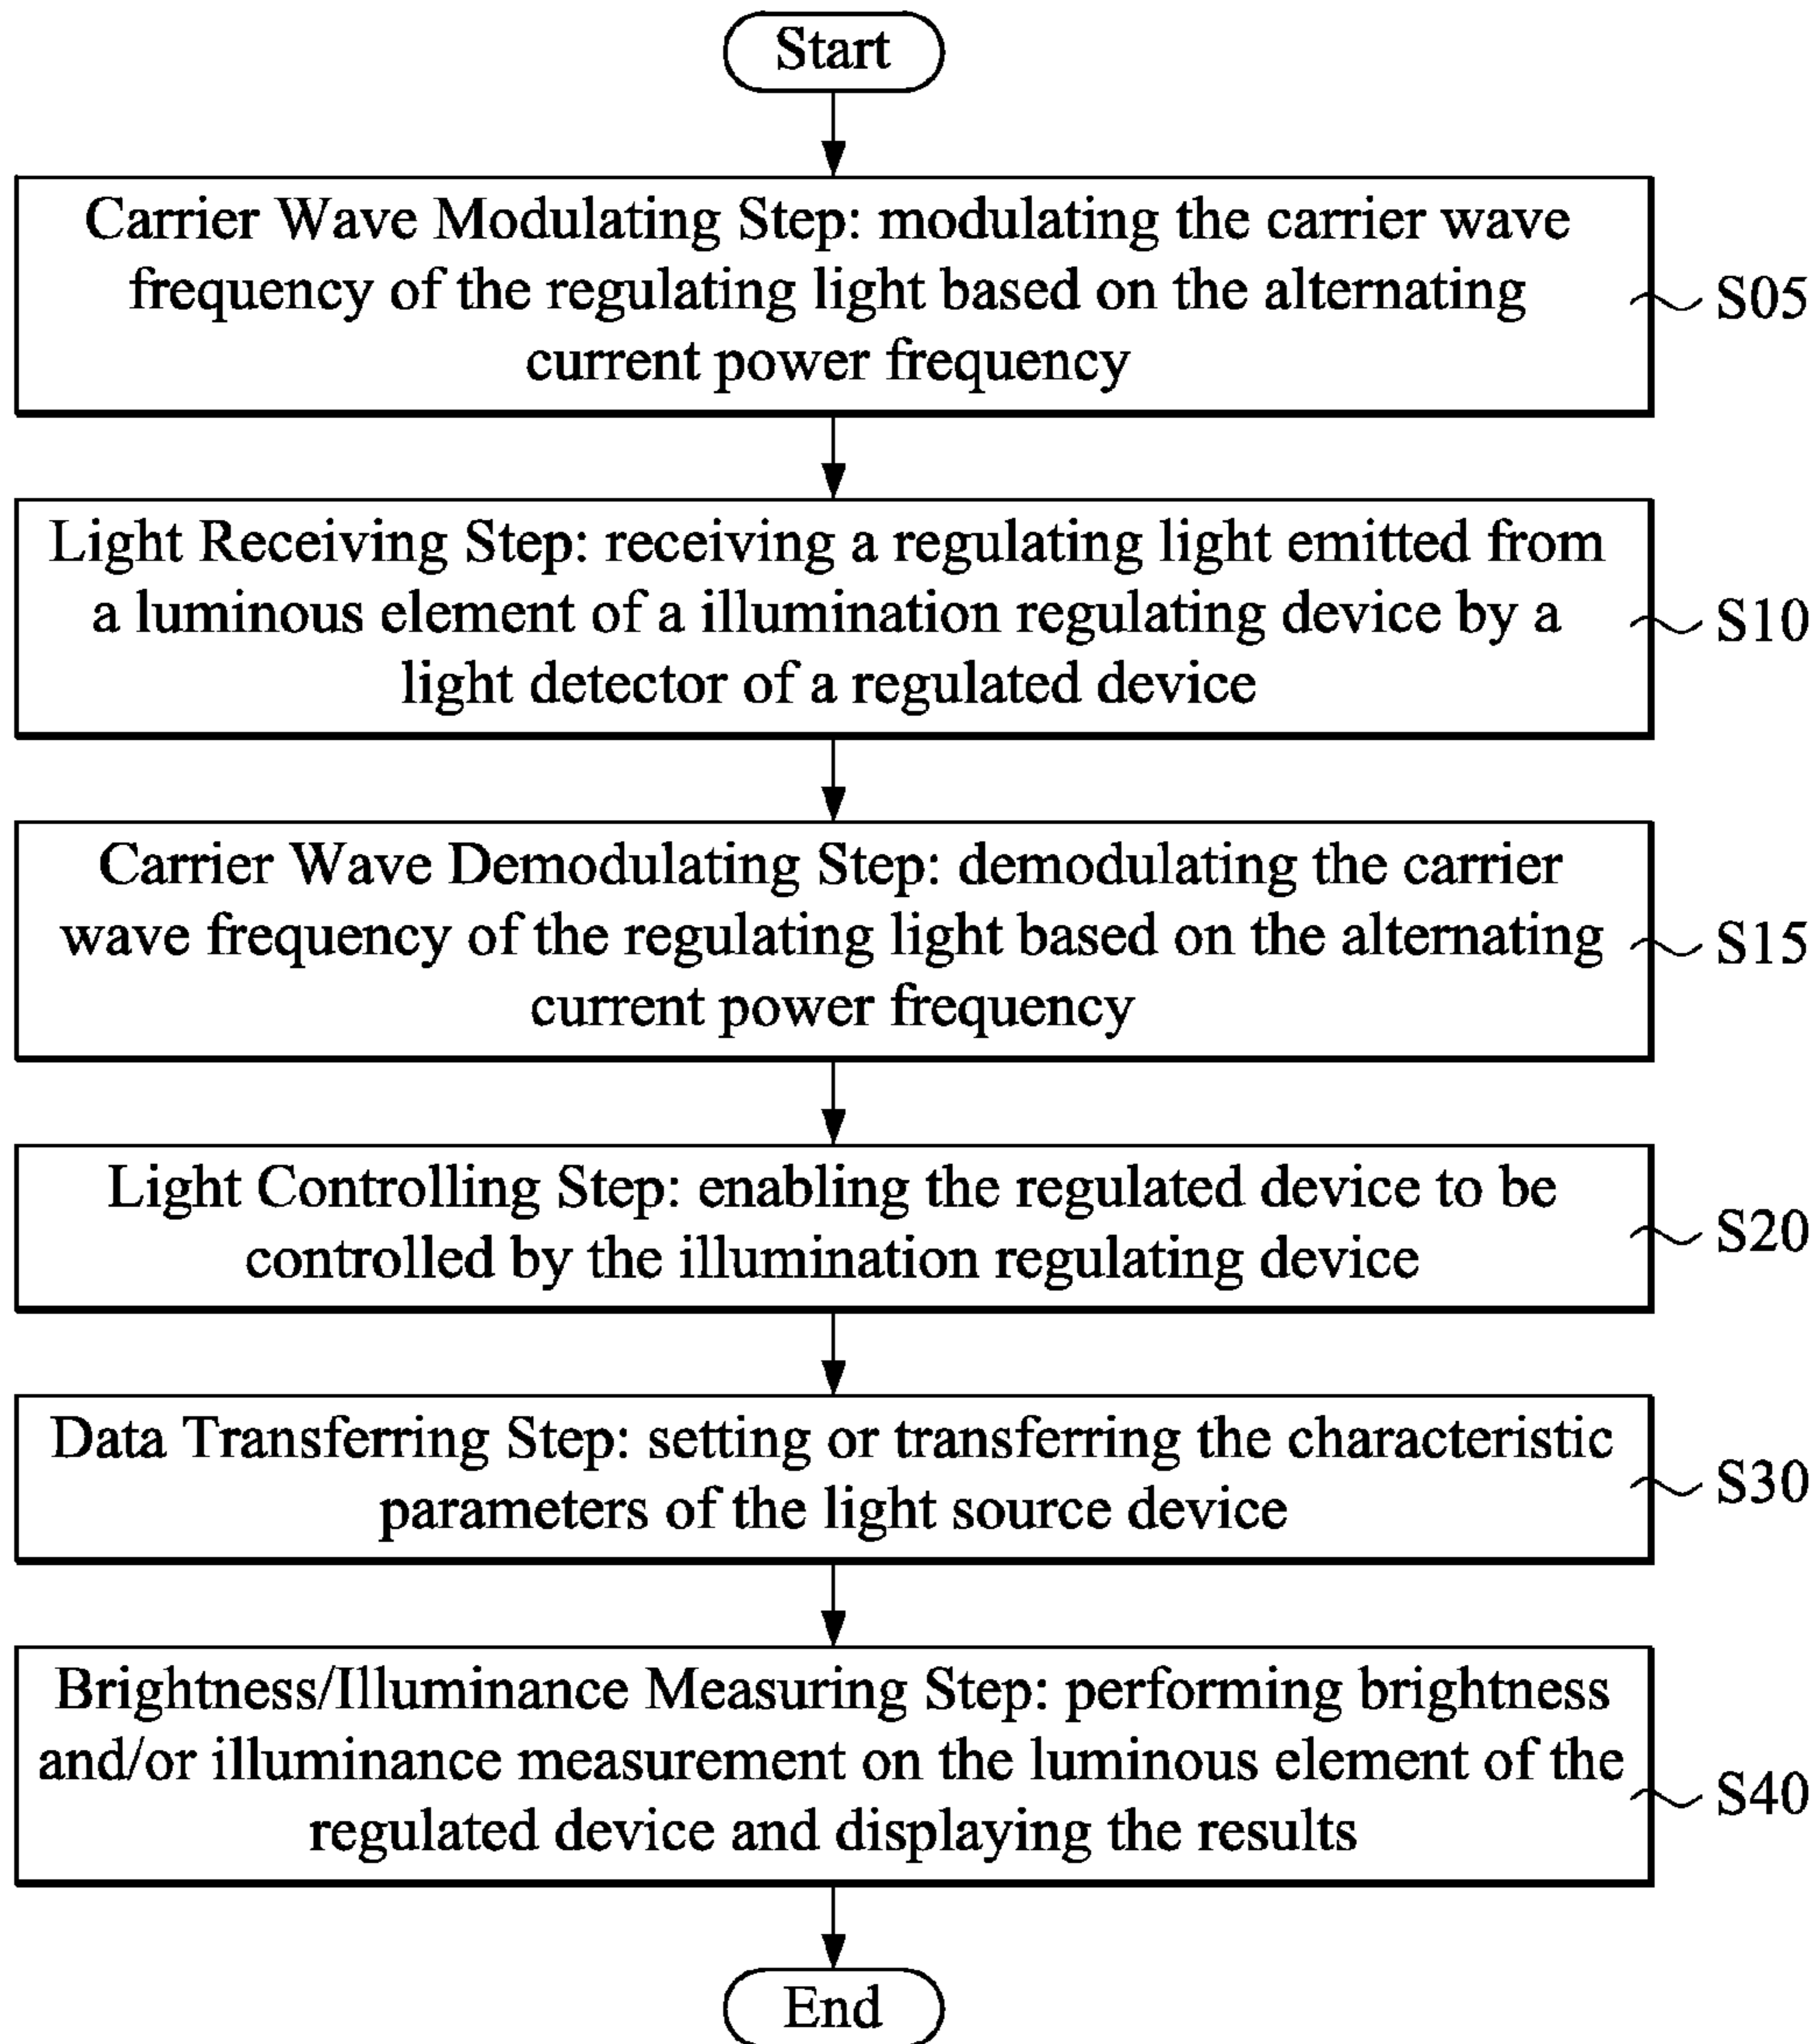 Start
Carrier Wave Modulating Step: modulating the carrier wave
frequency of the regulating light based on the alternating
current power frequency
S05
Light Receiving Step: receiving a regulating light emitted from
a luminous element of a illumination regulating device by a
light detector of a regulated device
S10
Carrier Wave Demodulating Step: demodulating the carrier
wave frequency of the regulating light based on the alternating
current power frequency
S15
Light Controlling Step: enabling the regulated device to be
controlled by the illumination regulating device
S20
Data Transferring Step: setting or transferring the characteristic
parameters of the light source device
S30
Brightness/Illuminance Measuring Step: performing brightness
and/or illuminance measurement on the luminous element of the
regulated device and displaying the results
S40
End